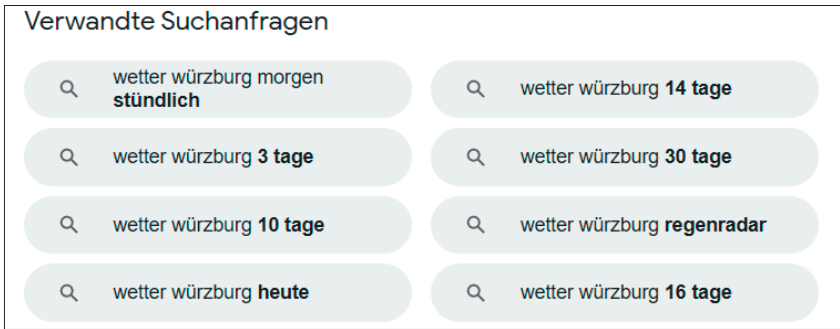 Verwandte Suchanfragen
wetter würzburg morgen
stündlich
wetter würzburg 14 tage
wetter würzburg 3 tage
wetter würzburg 30 tage
wetter würzburg 10 tage
wetter würzburg regenradar
wetter würzburg heute
wetter würzburg 16 tage